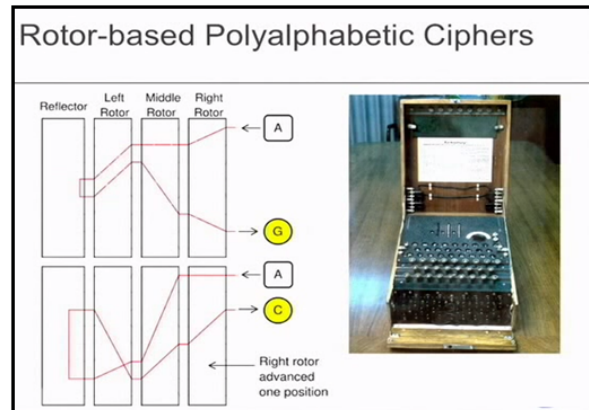 Rotor-based Polyalphabetic Ciphers
Reflector
Left
Rotor
Middle
Rotor
Right
Rotor
A
G
A
C
Right rotor
advanced
one position